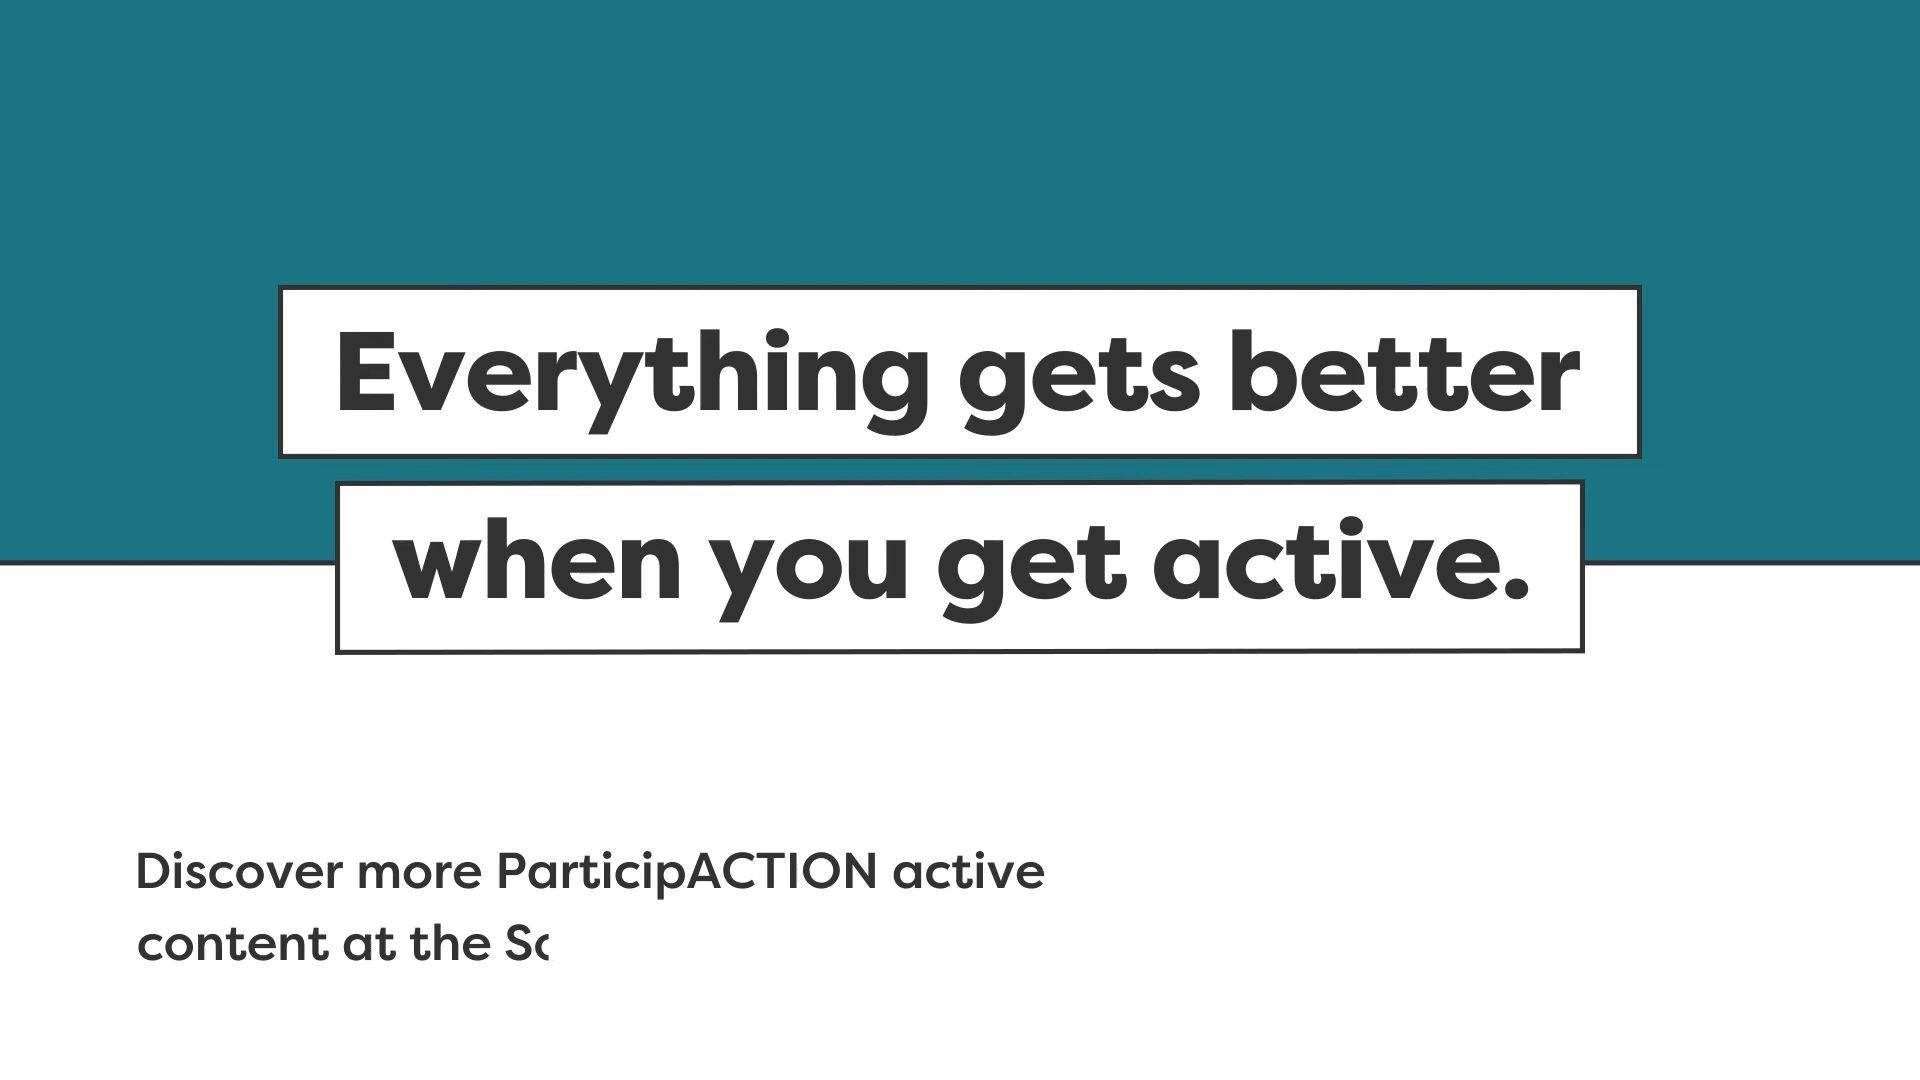 Everything gets better
when you get active.
Discover more ParticipACTION active
content at the